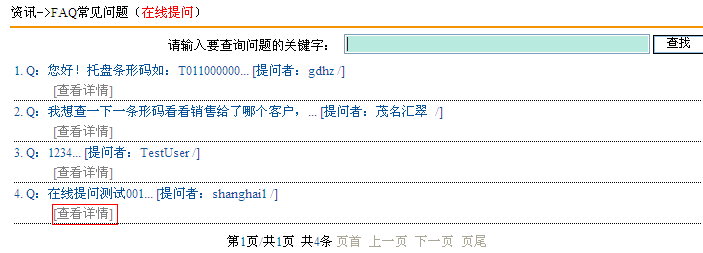 资讯->FAQ常见问题（在线提问）
请输入要查询问题的关键字： 查找
1. Q：您好！托盘条形码如：T011000000... [提问者：gdhz /]
[查看详情]
2. Q：我想查一下一条形码看看销售给了哪个客户，... [提问者：茂名汇翠 /]
[查看详情]
3. Q：1234... [提问者：TestUser /]
[查看详情]
4. Q：在线提问测试001... [提问者：shanghai1 /]
[查看详情]
第1页/共1页 共4条 页首 上一页 下一页 页尾